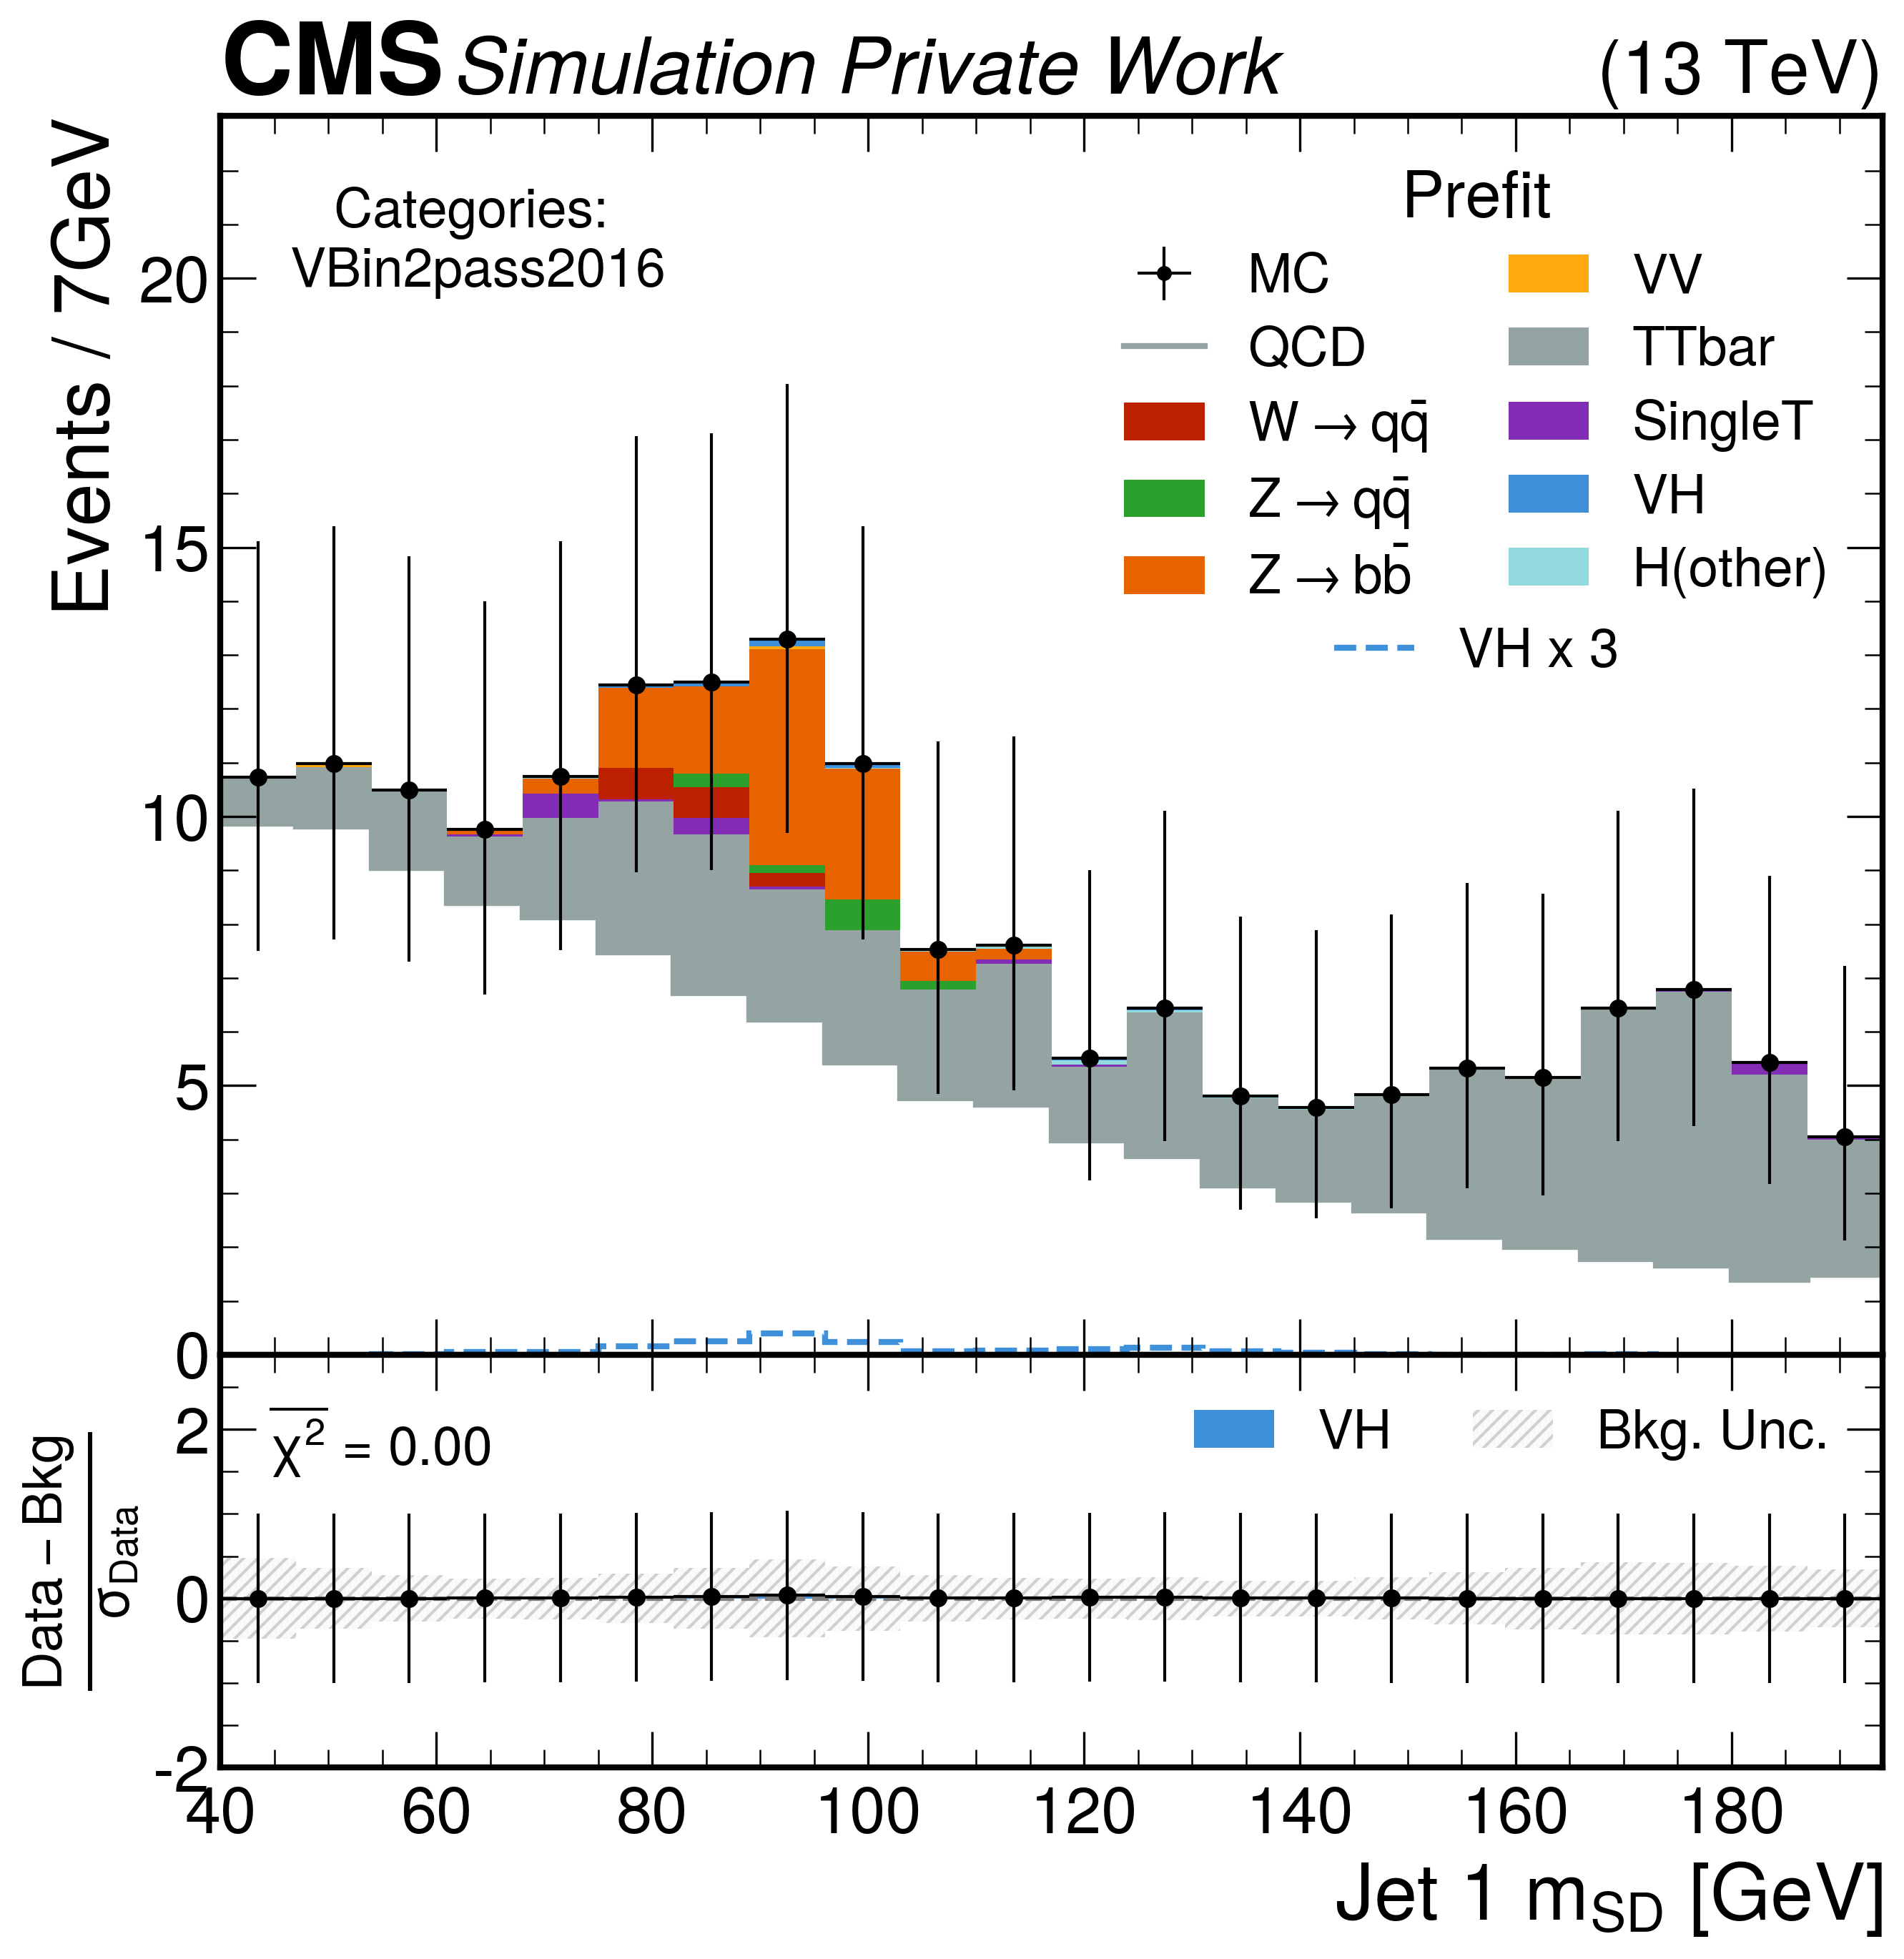 CMS Simulation Private Work (13 TeV)
Events / 7GeV
Categories:
VBin2pass2016
Prefit
MC
QCD
W → qq̄
Z → qq̄
Z → bb̄
VV
TTbar
SingleT
VH
H(other)
VH x 3
20
15
10
5
0
Data − Bkg
σData
χ² = 0.00
VH
Bkg. Unc.
2
0
-2
40 60 80 100 120 140 160 180
Jet 1 mSD [GeV]